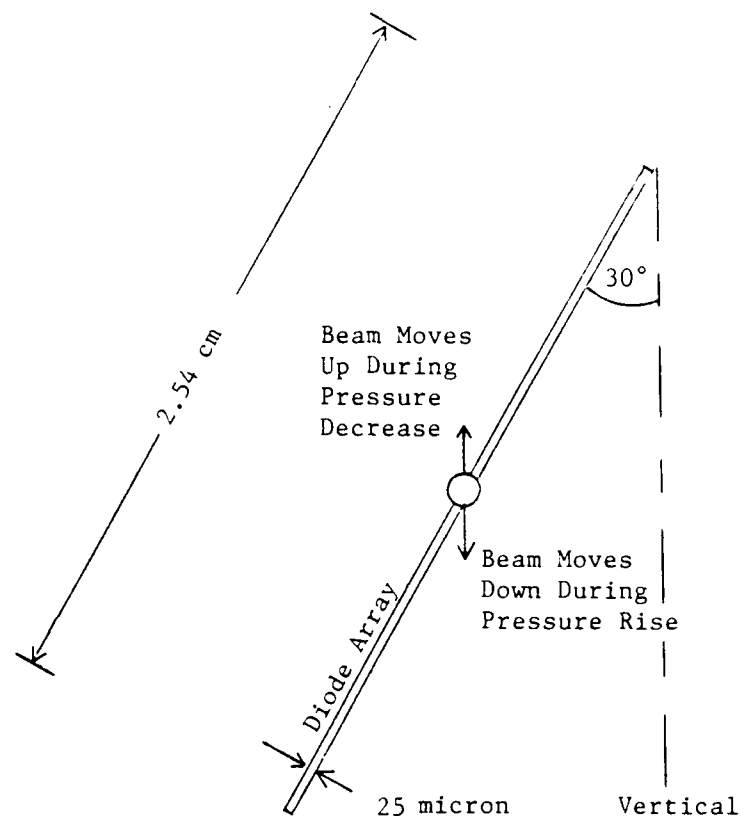 2.54 cm
30°
Beam Moves
Up During
Pressure
Decrease
Beam Moves
Down During
Pressure Rise
Diode Array
25 micron
Vertical